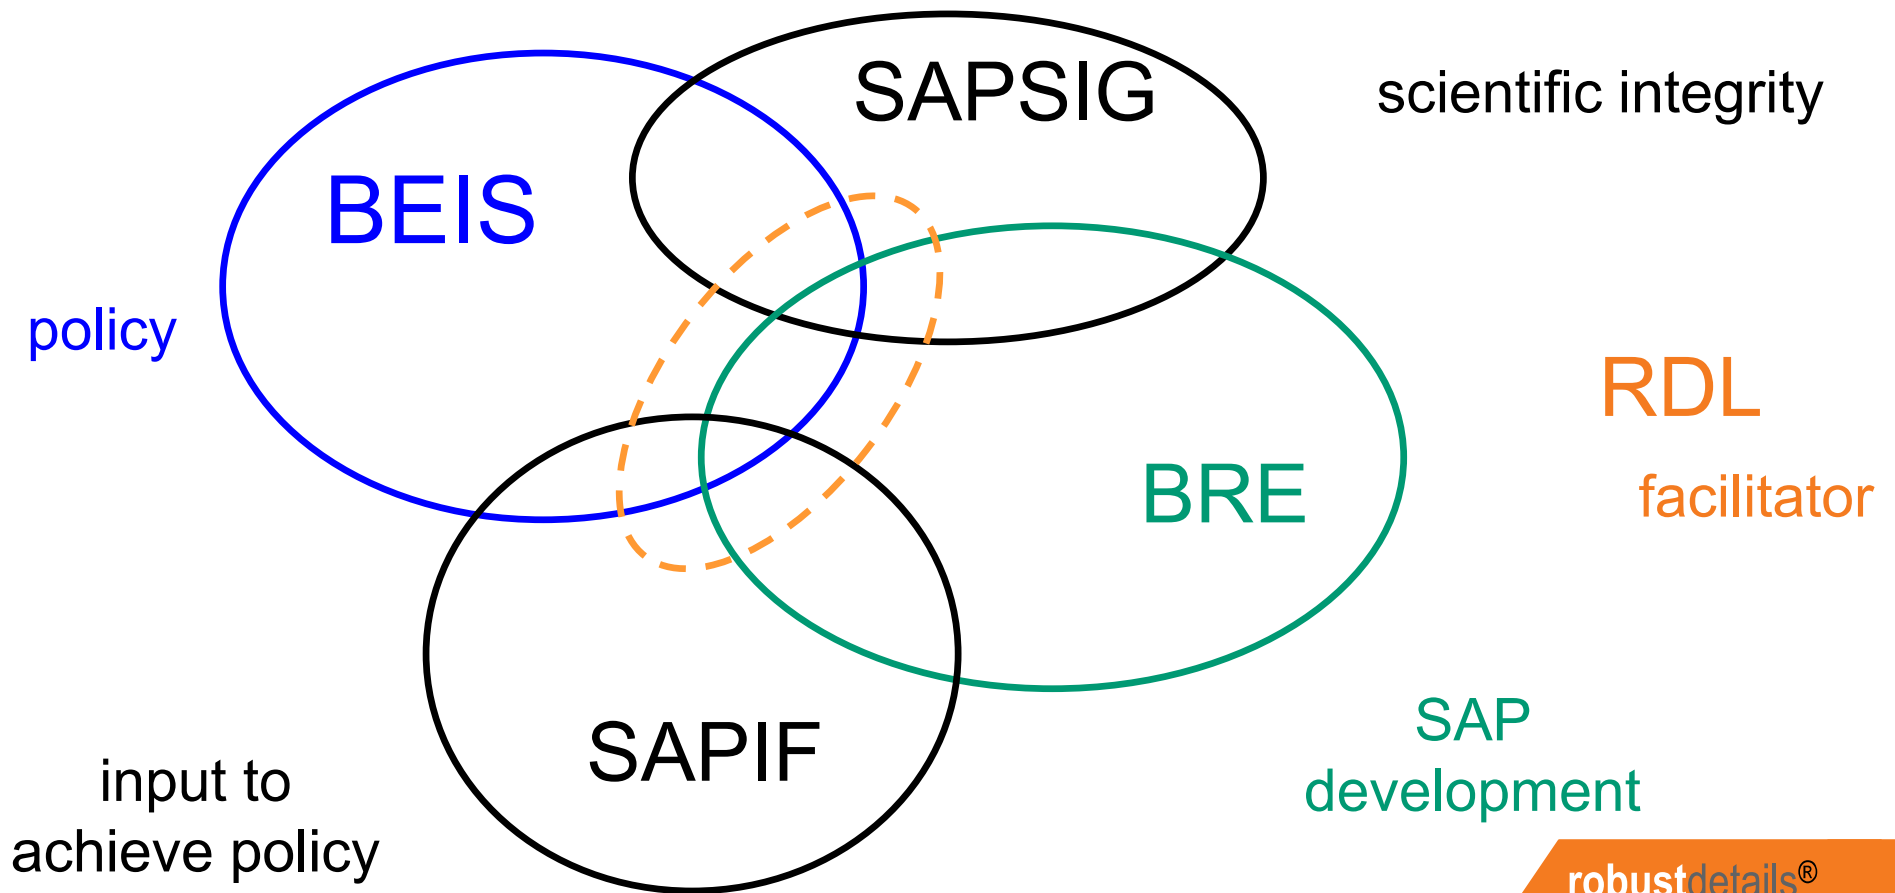 SAPSIG
scientific integrity
BEIS
policy
RDL
facilitator
BRE
SAPIF
SAP
development
input to
achieve policy
robustdetails®